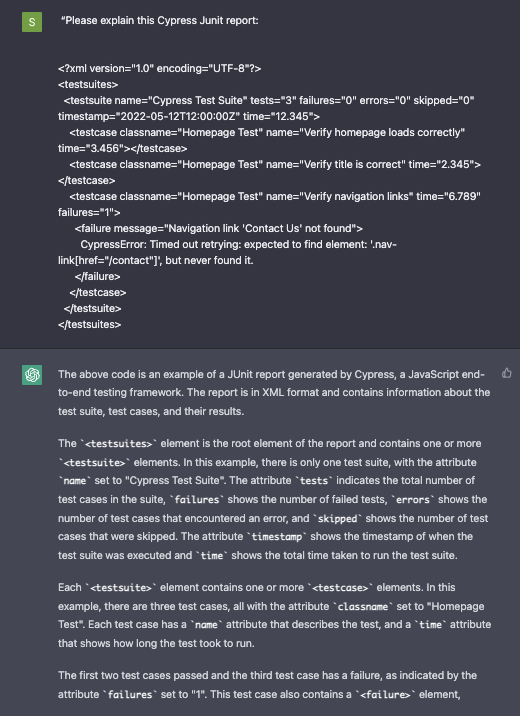 S
“Please explain this Cypress Junit report:
<?xml version="1.0" encoding="UTF-8"?>
<testsuites>
<testsuite name="Cypress Test Suite" tests="3" failures="0" errors="0" skipped="0"
timestamp="2022-05-12T12:00:00Z" time="12.345">
<testcase classname="Homepage Test" name="Verify homepage loads correctly"
time="3.456"></testcase>
<testcase classname="Homepage Test" name="Verify title is correct" time="2.345">
</testcase>
<testcase classname="Homepage Test" name="Verify navigation links" time="6.789"
failures="1">
<failure message="Navigation link 'Contact Us' not found">
CypressError: Timed out retrying: expected to find element: '.nav-
link[href="/contact"]', but never found it.
</failure>
</testcase>
</testsuite>
</testsuites>
The above code is an example of a JUnit report generated by Cypress, a JavaScript end-
to-end testing framework. The report is in XML format and contains information about the
test suite, test cases, and their results.
The `<testsuites>` element is the root element of the report and contains one or more
`<testsuite>` elements. In this example, there is only one test suite, with the attribute
`name` set to "Cypress Test Suite". The attribute `tests` indicates the total number of
test cases in the suite, `failures` shows the number of failed tests, `errors` shows the
number of test cases that encountered an error, and `skipped` shows the number of test
cases that were skipped. The attribute `timestamp` shows the timestamp of when the
test suite was executed and `time` shows the total time taken to run the test suite.
Each `<testsuite>` element contains one or more `<testcase>` elements. In this
example, there are three test cases, all with the attribute `classname` set to "Homepage
Test". Each test case has a `name` attribute that describes the test, and a `time` attribute
that shows how long the test took to run.
The first two test cases passed and the third test case has a failure, as indicated by the
attribute `failures` set to "1". This test case also contains a `<failure>` element,